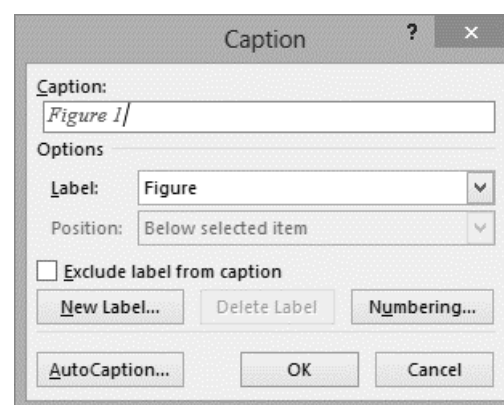 Caption
? ×
Caption:
Figure 1
Options
Label: Figure
Position: Below selected item
Exclude label from caption
New Label... Delete Label Numbering...
AutoCaption... OK Cancel